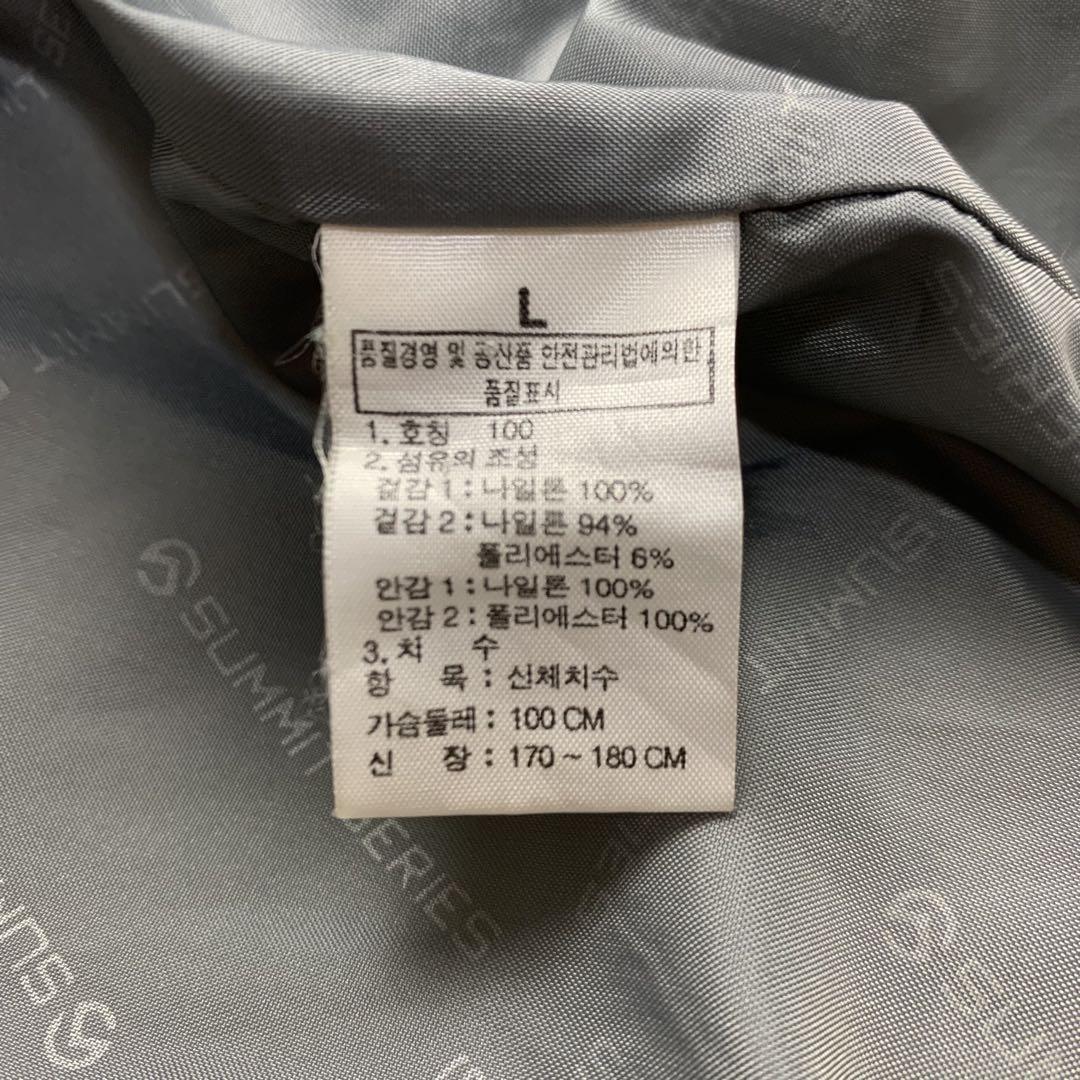 L
품질경영 및 공산품 안전관리법에의한
품질표시
1. 호칭 100
2. 섬유의 조성
겉감 1 : 나일론 100%
겉감 2 : 나일론 94%
폴리에스터 6%
안감 1 : 나일론 100%
안감 2 : 폴리에스터 100%
3. 치 수
항 목 : 신체치수
가슴둘레 : 100 CM
신 장 : 170 ~ 180 CM
SUMMIT SERIES